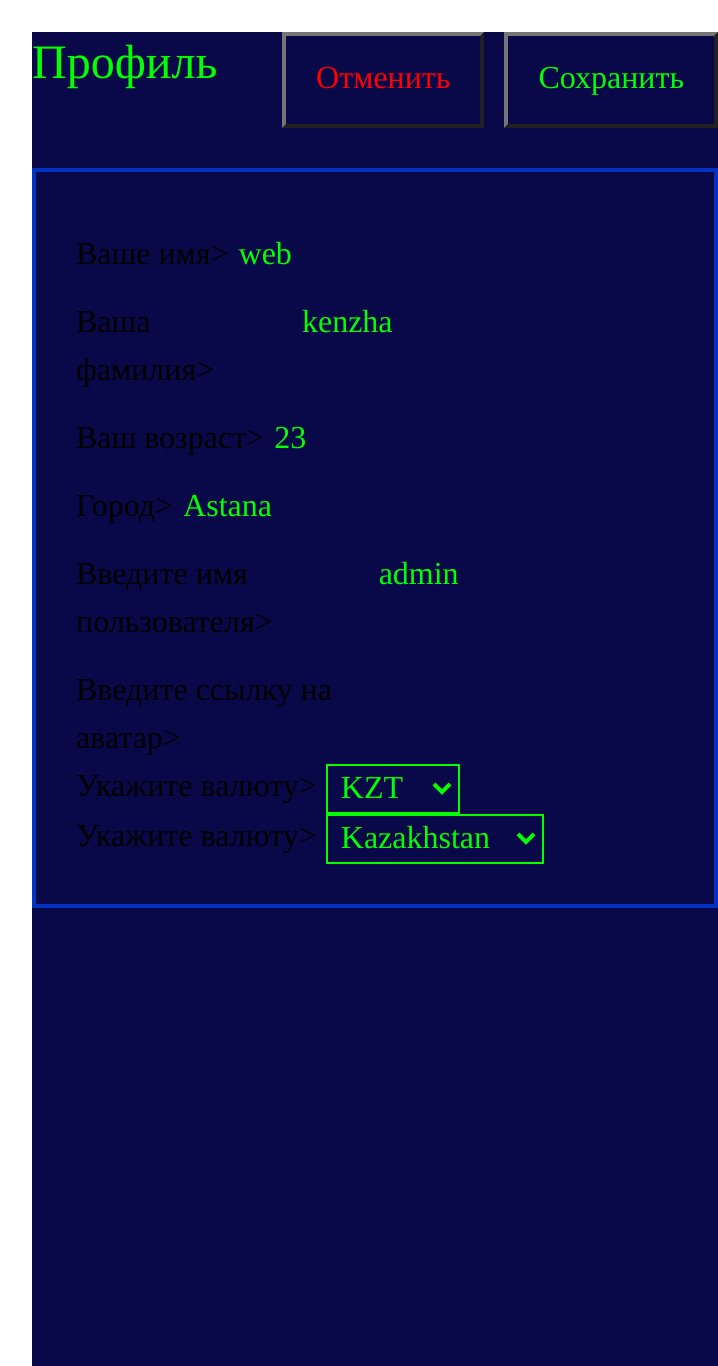 Профиль Отменить Сохранить
Ваше имя> web
Ваша kenzha
фамилия>
Ваш возраст> 23
Город> Astana
Введите имя admin
пользователя>
Введите ссылку на
аватар>
Укажите валюту> KZT
Укажите валюту> Kazakhstan